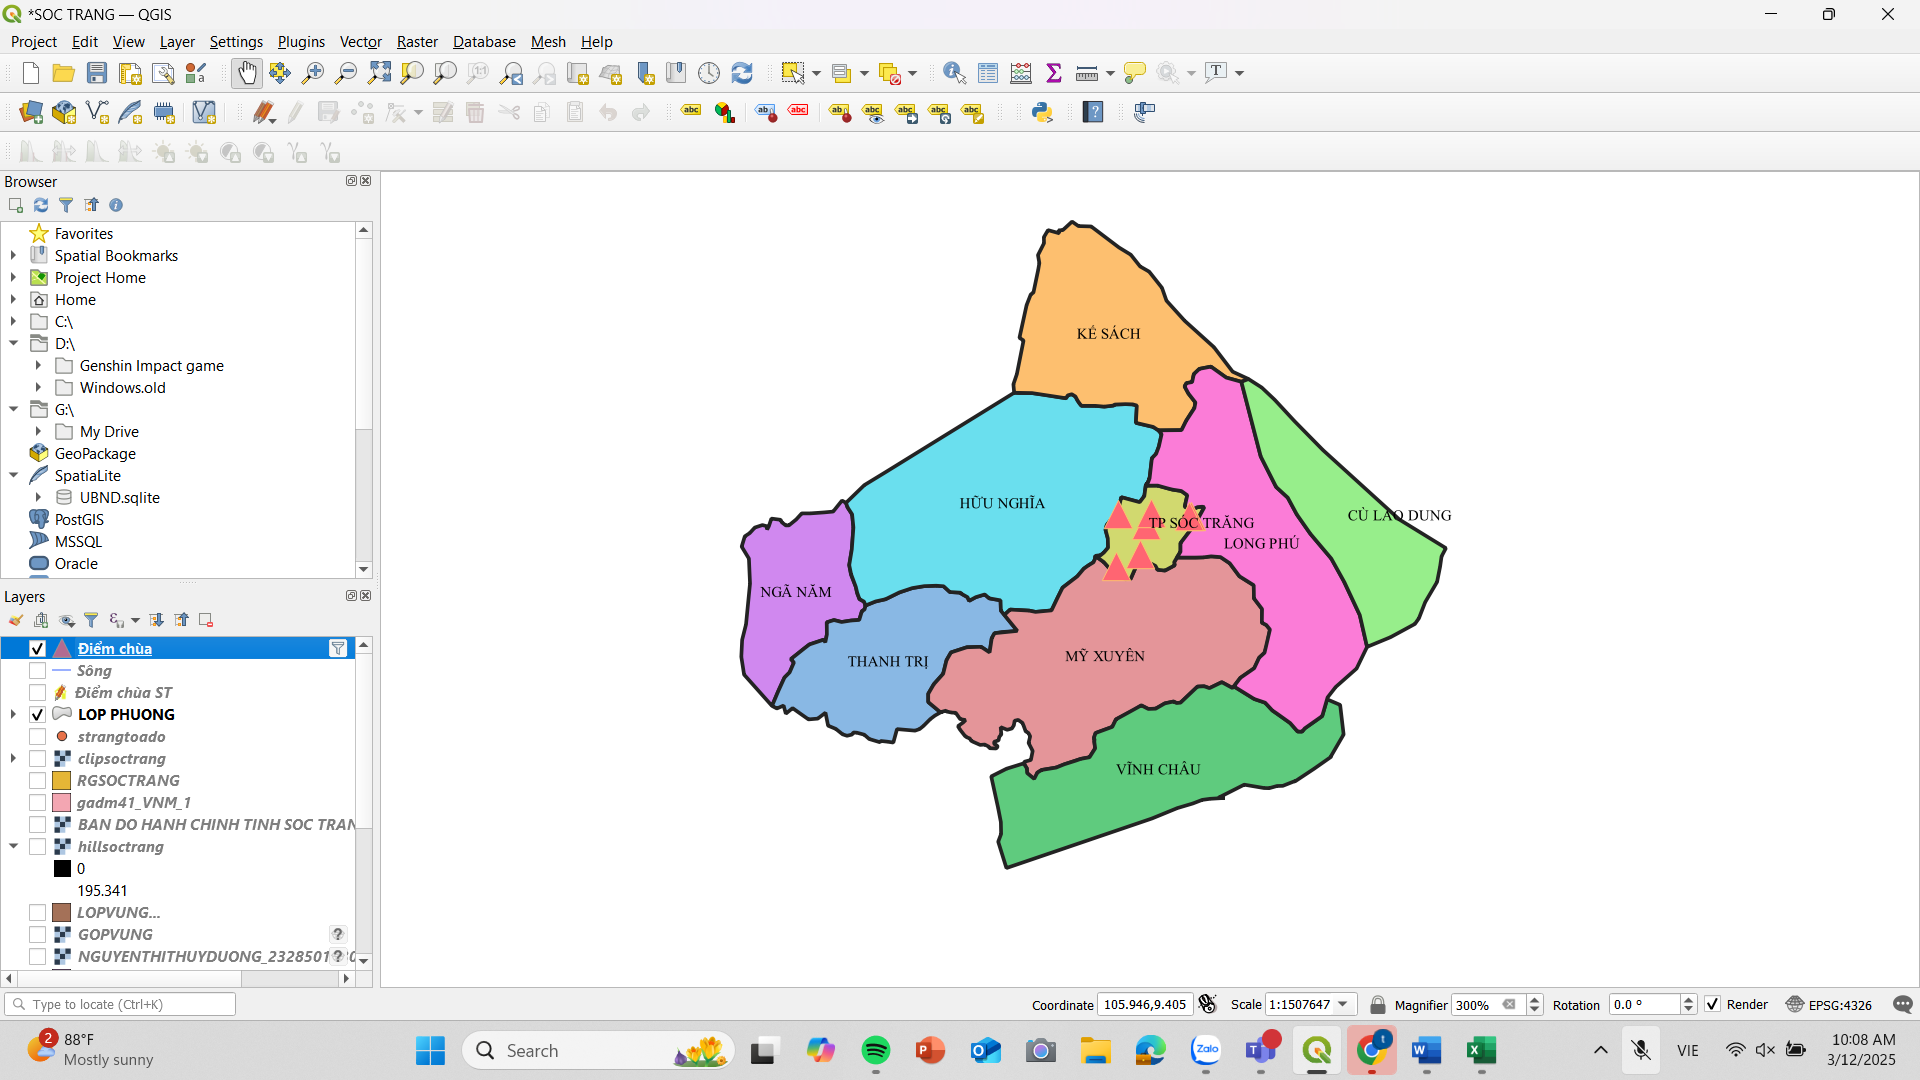 *SOC TRANG — QGIS
Project Edit View Layer Settings Plugins Vector Raster Database Mesh Help
Browser
Favorites
Spatial Bookmarks
Project Home
Home
C:\
D:\
Genshin Impact game
Windows.old
G:\
My Drive
GeoPackage
SpatiaLite
UBND.sqlite
PostGIS
MSSQL
Oracle
Layers
Điểm chùa
Sông
Điểm chùa ST
LOP PHUONG
strangtoado
clipsoctrang
RGSOCTRANG
gadm41_VNM_1
BAN DO HANH CHINH TINH SOC TRAN
hillsoctrang
0
195.341
LOPVUNG...
GOPVUNG
NGUYENTHITHUYDUONG_2328501
KẾ SÁCH
HỮU NGHĨA
TP SÓC TRĂNG
CÙ LAO DUNG
LONG PHÚ
NGÃ NĂM
THANH TRỊ
MỸ XUYÊN
VĨNH CHÂU
Type to locate (Ctrl+K)
Coordinate 105.946,9.405 Scale 1:1507647 Magnifier 300% Rotation 0.0 ° Render EPSG:4326
2
88°F
Mostly sunny
Search
Zalo
VIE
10:08 AM
3/12/2025